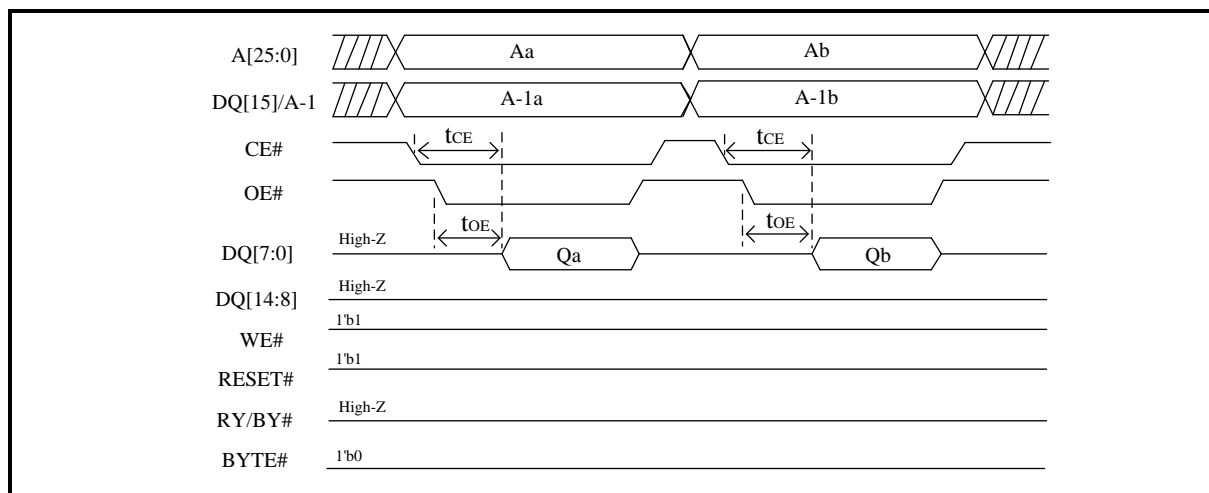 A[25:0] Aa Ab
DQ[15]/A-1 A-1a A-1b
CE# tCE tCE
OE#
tOE tOE
DQ[7:0] High-Z Qa Qb
DQ[14:8] High-Z
WE# 1'b1
RESET# 1'b1
RY/BY# High-Z
BYTE# 1'b0